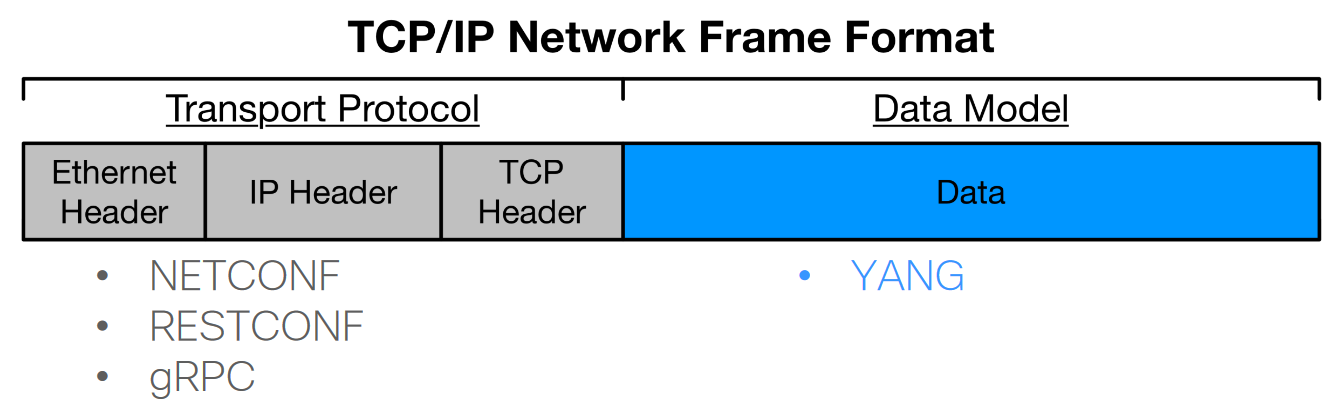 TCP/IP Network Frame Format
Transport Protocol
Data Model
Ethernet
Header
IP Header
TCP
Header
Data
• NETCONF
• RESTCONF
• gRPC
• YANG